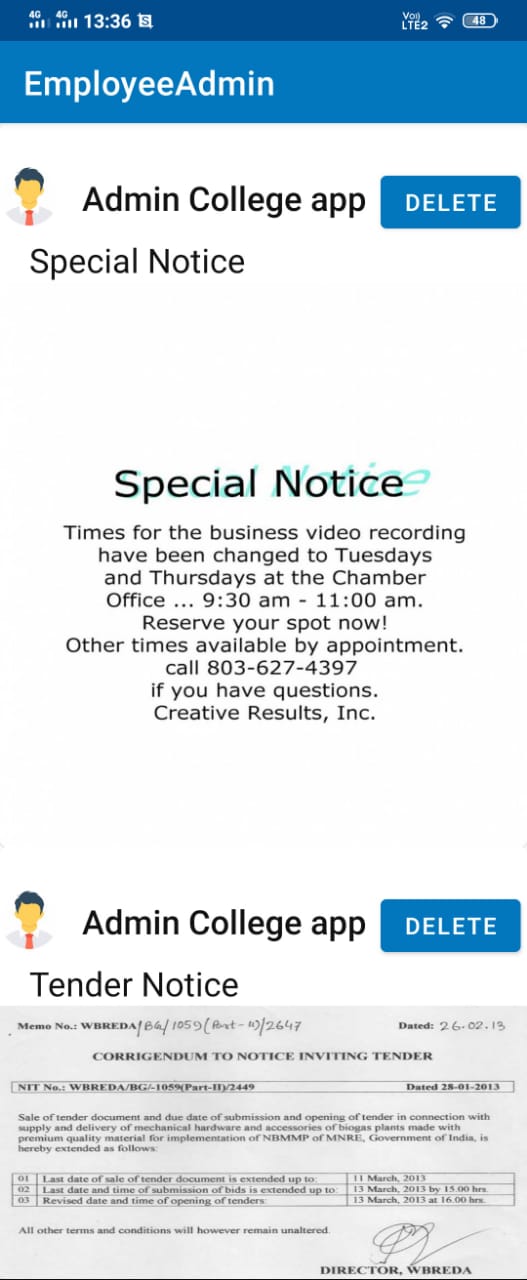 4G 4G 13:36 Vo)) LTE2 48
EmployeeAdmin
Admin College app DELETE
Special Notice
Special Notice
Times for the business video recording
have been changed to Tuesdays
and Thursdays at the Chamber
Office ... 9:30 am - 11:00 am.
Reserve your spot now!
Other times available by appointment.
call 803-627-4397
if you have questions.
Creative Results, Inc.
Admin College app DELETE
Tender Notice
Memo No.: WBREDA/BG/1059(Part-II)/2647 Dated: 26.02.13
CORRIGENDUM TO NOTICE INVITING TENDER
NIT No.: WBREDA/BG/-1059(Part-II)/2449 Dated 28-01-2013
Sale of tender document and due date of submission and opening of tender in connection with
supply and delivery of mechanical hardware and accessories of biogas plants made with
premium quality material for implementation of NBMMP of MNRE, Government of India, is
hereby extended as follows:
01 Last date of sale of tender document is extended up to: 11 March, 2013
02 Last date and time of submission of bids is extended up to: 13 March, 2013 by 15.00 hrs.
03 Revised date and time of opening of tenders: 13 March, 2013 at 16.00 hrs.
All other terms and conditions will however remain unaltered.
DIRECTOR, WBREDA